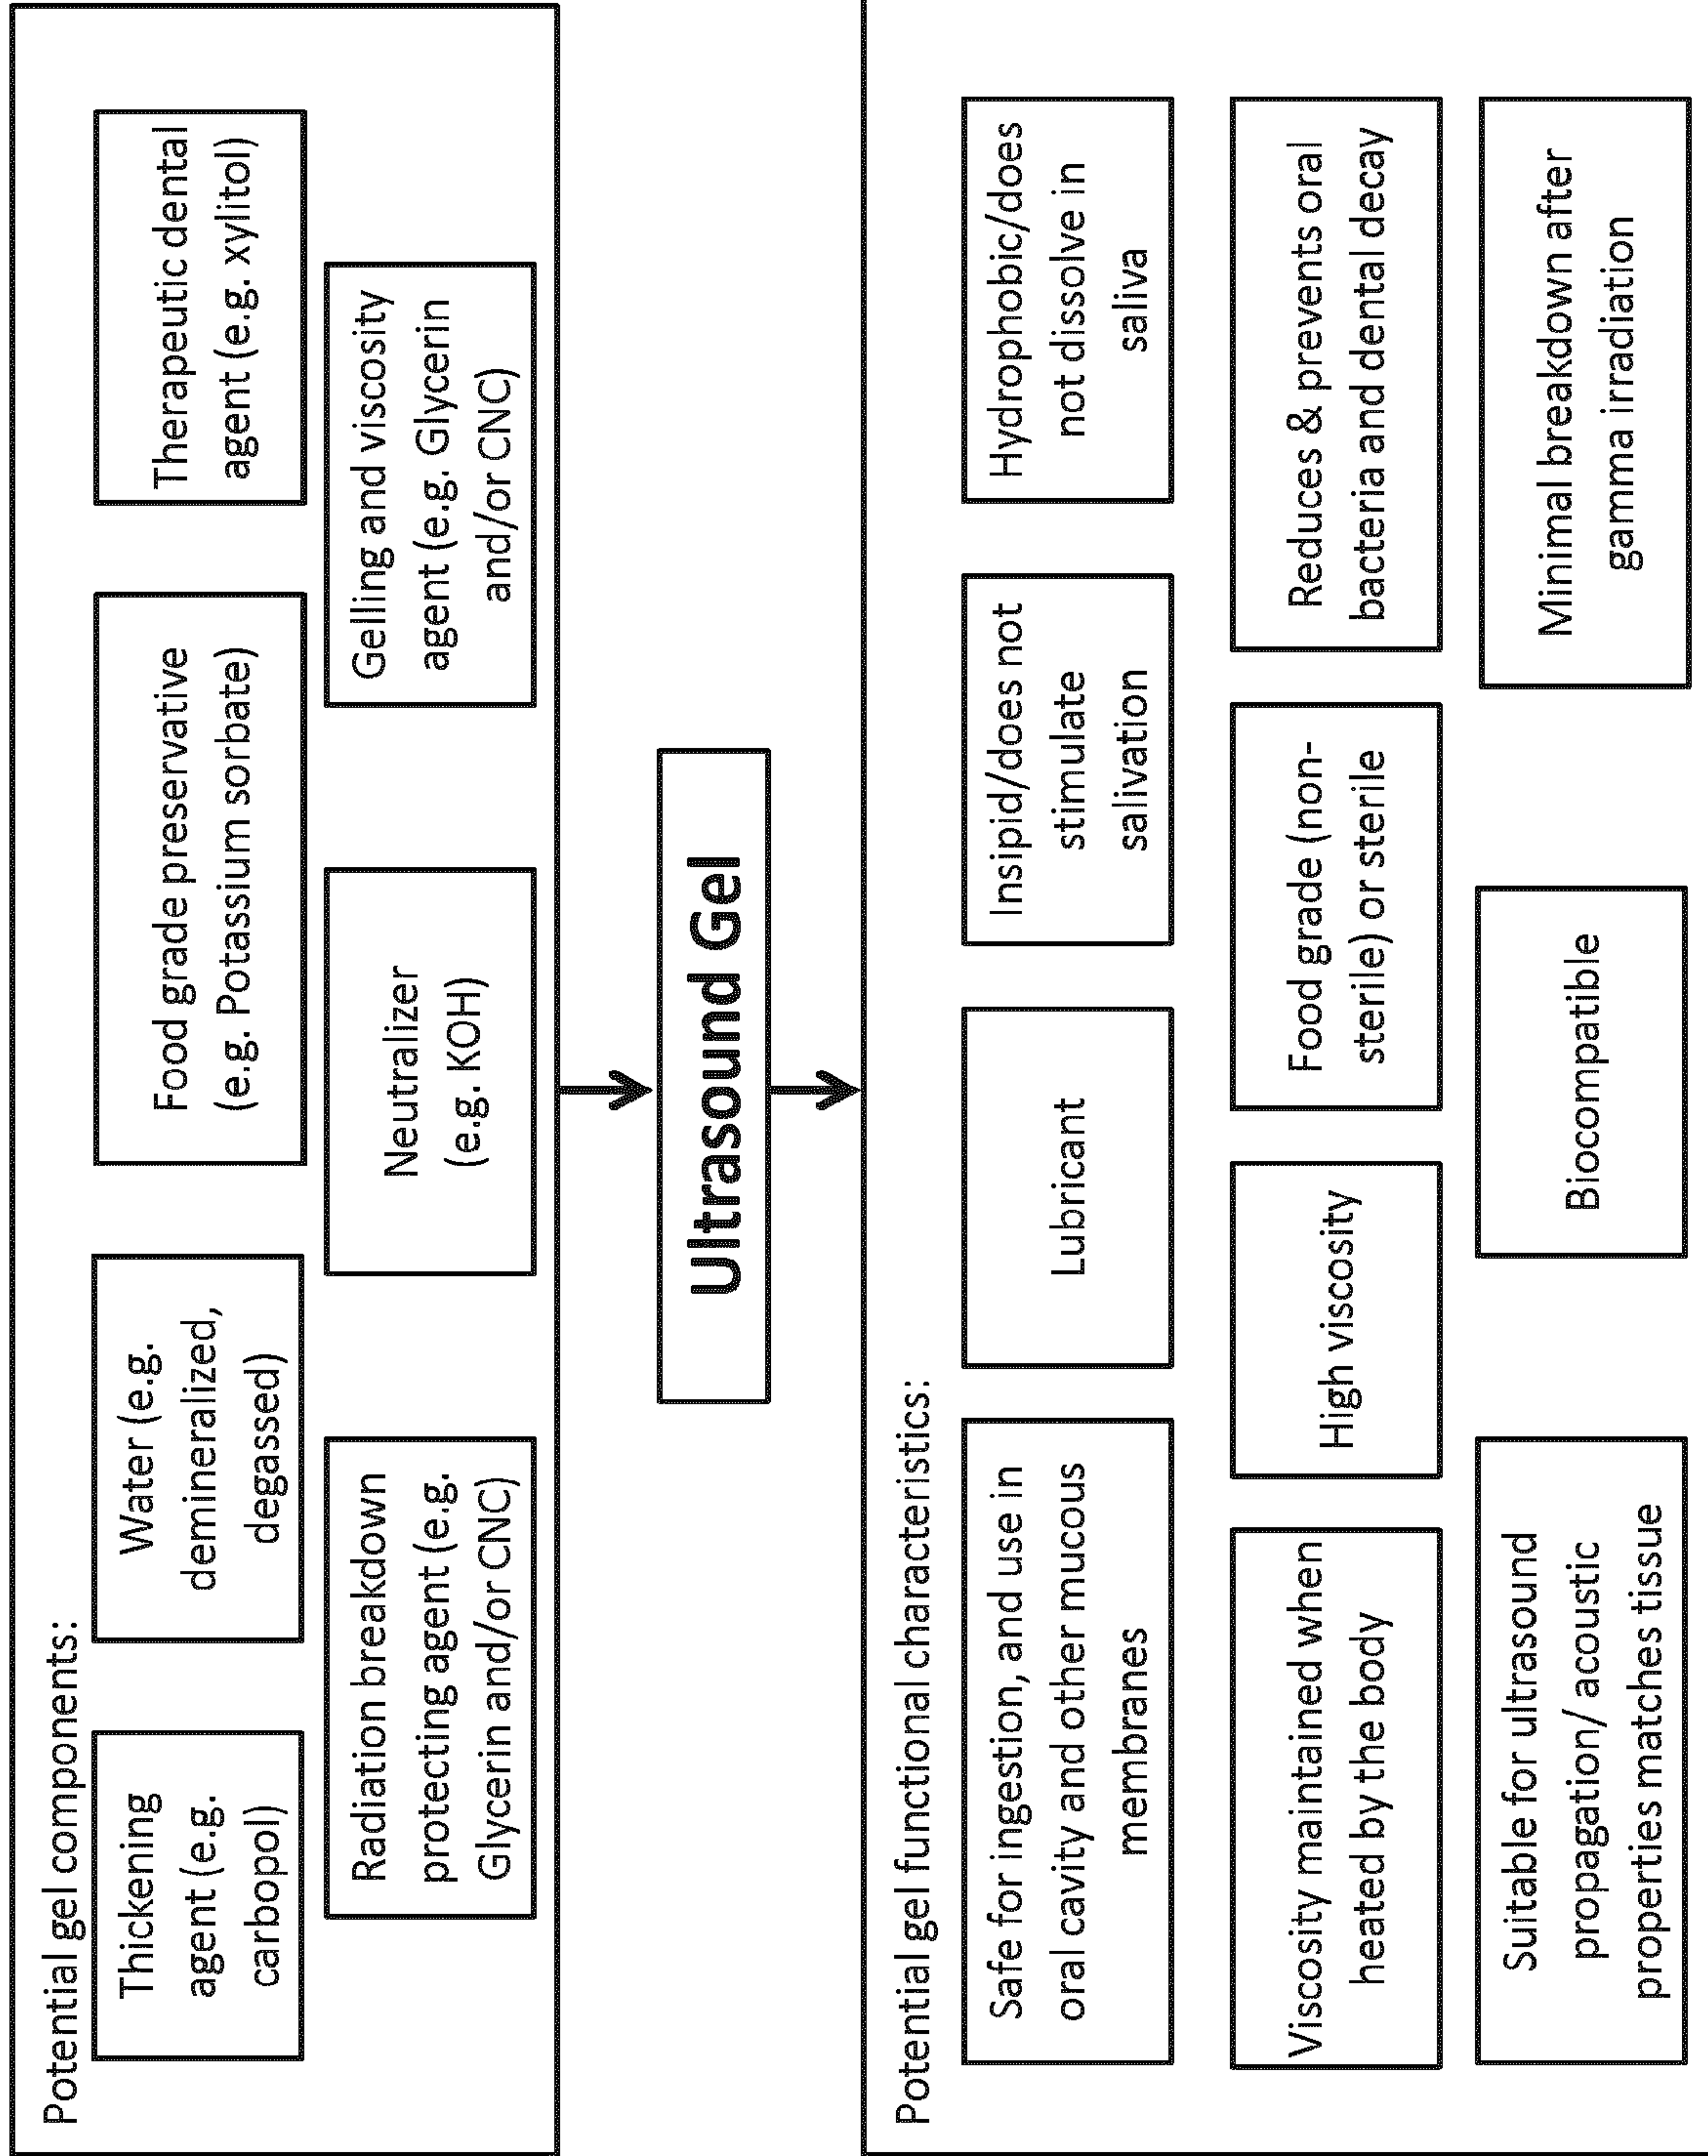 Potential gel components:
Thickening
agent (e.g.
carbopol)
Water (e.g.
demineralized,
degassed)
Food grade preservative
(e.g. Potassium sorbate)
Therapeutic dental
agent (e.g. xylitol)
Radiation breakdown
protecting agent (e.g.
Glycerin and/or CNC)
Neutralizer
(e.g. KOH)
Gelling and viscosity
agent (e.g. Glycerin
and/or CNC)
Ultrasound Gel
Potential gel functional characteristics:
Safe for ingestion, and use in
oral cavity and other mucous
membranes
Lubricant
Insipid/does not
stimulate
salivation
Hydrophobic/does
not dissolve in
saliva
Viscosity maintained when
heated by the body
High viscosity
Food grade (non-
sterile) or sterile
Reduces & prevents oral
bacteria and dental decay
Suitable for ultrasound
propagation/ acoustic
properties matches tissue
Biocompatible
Minimal breakdown after
gamma irradiation